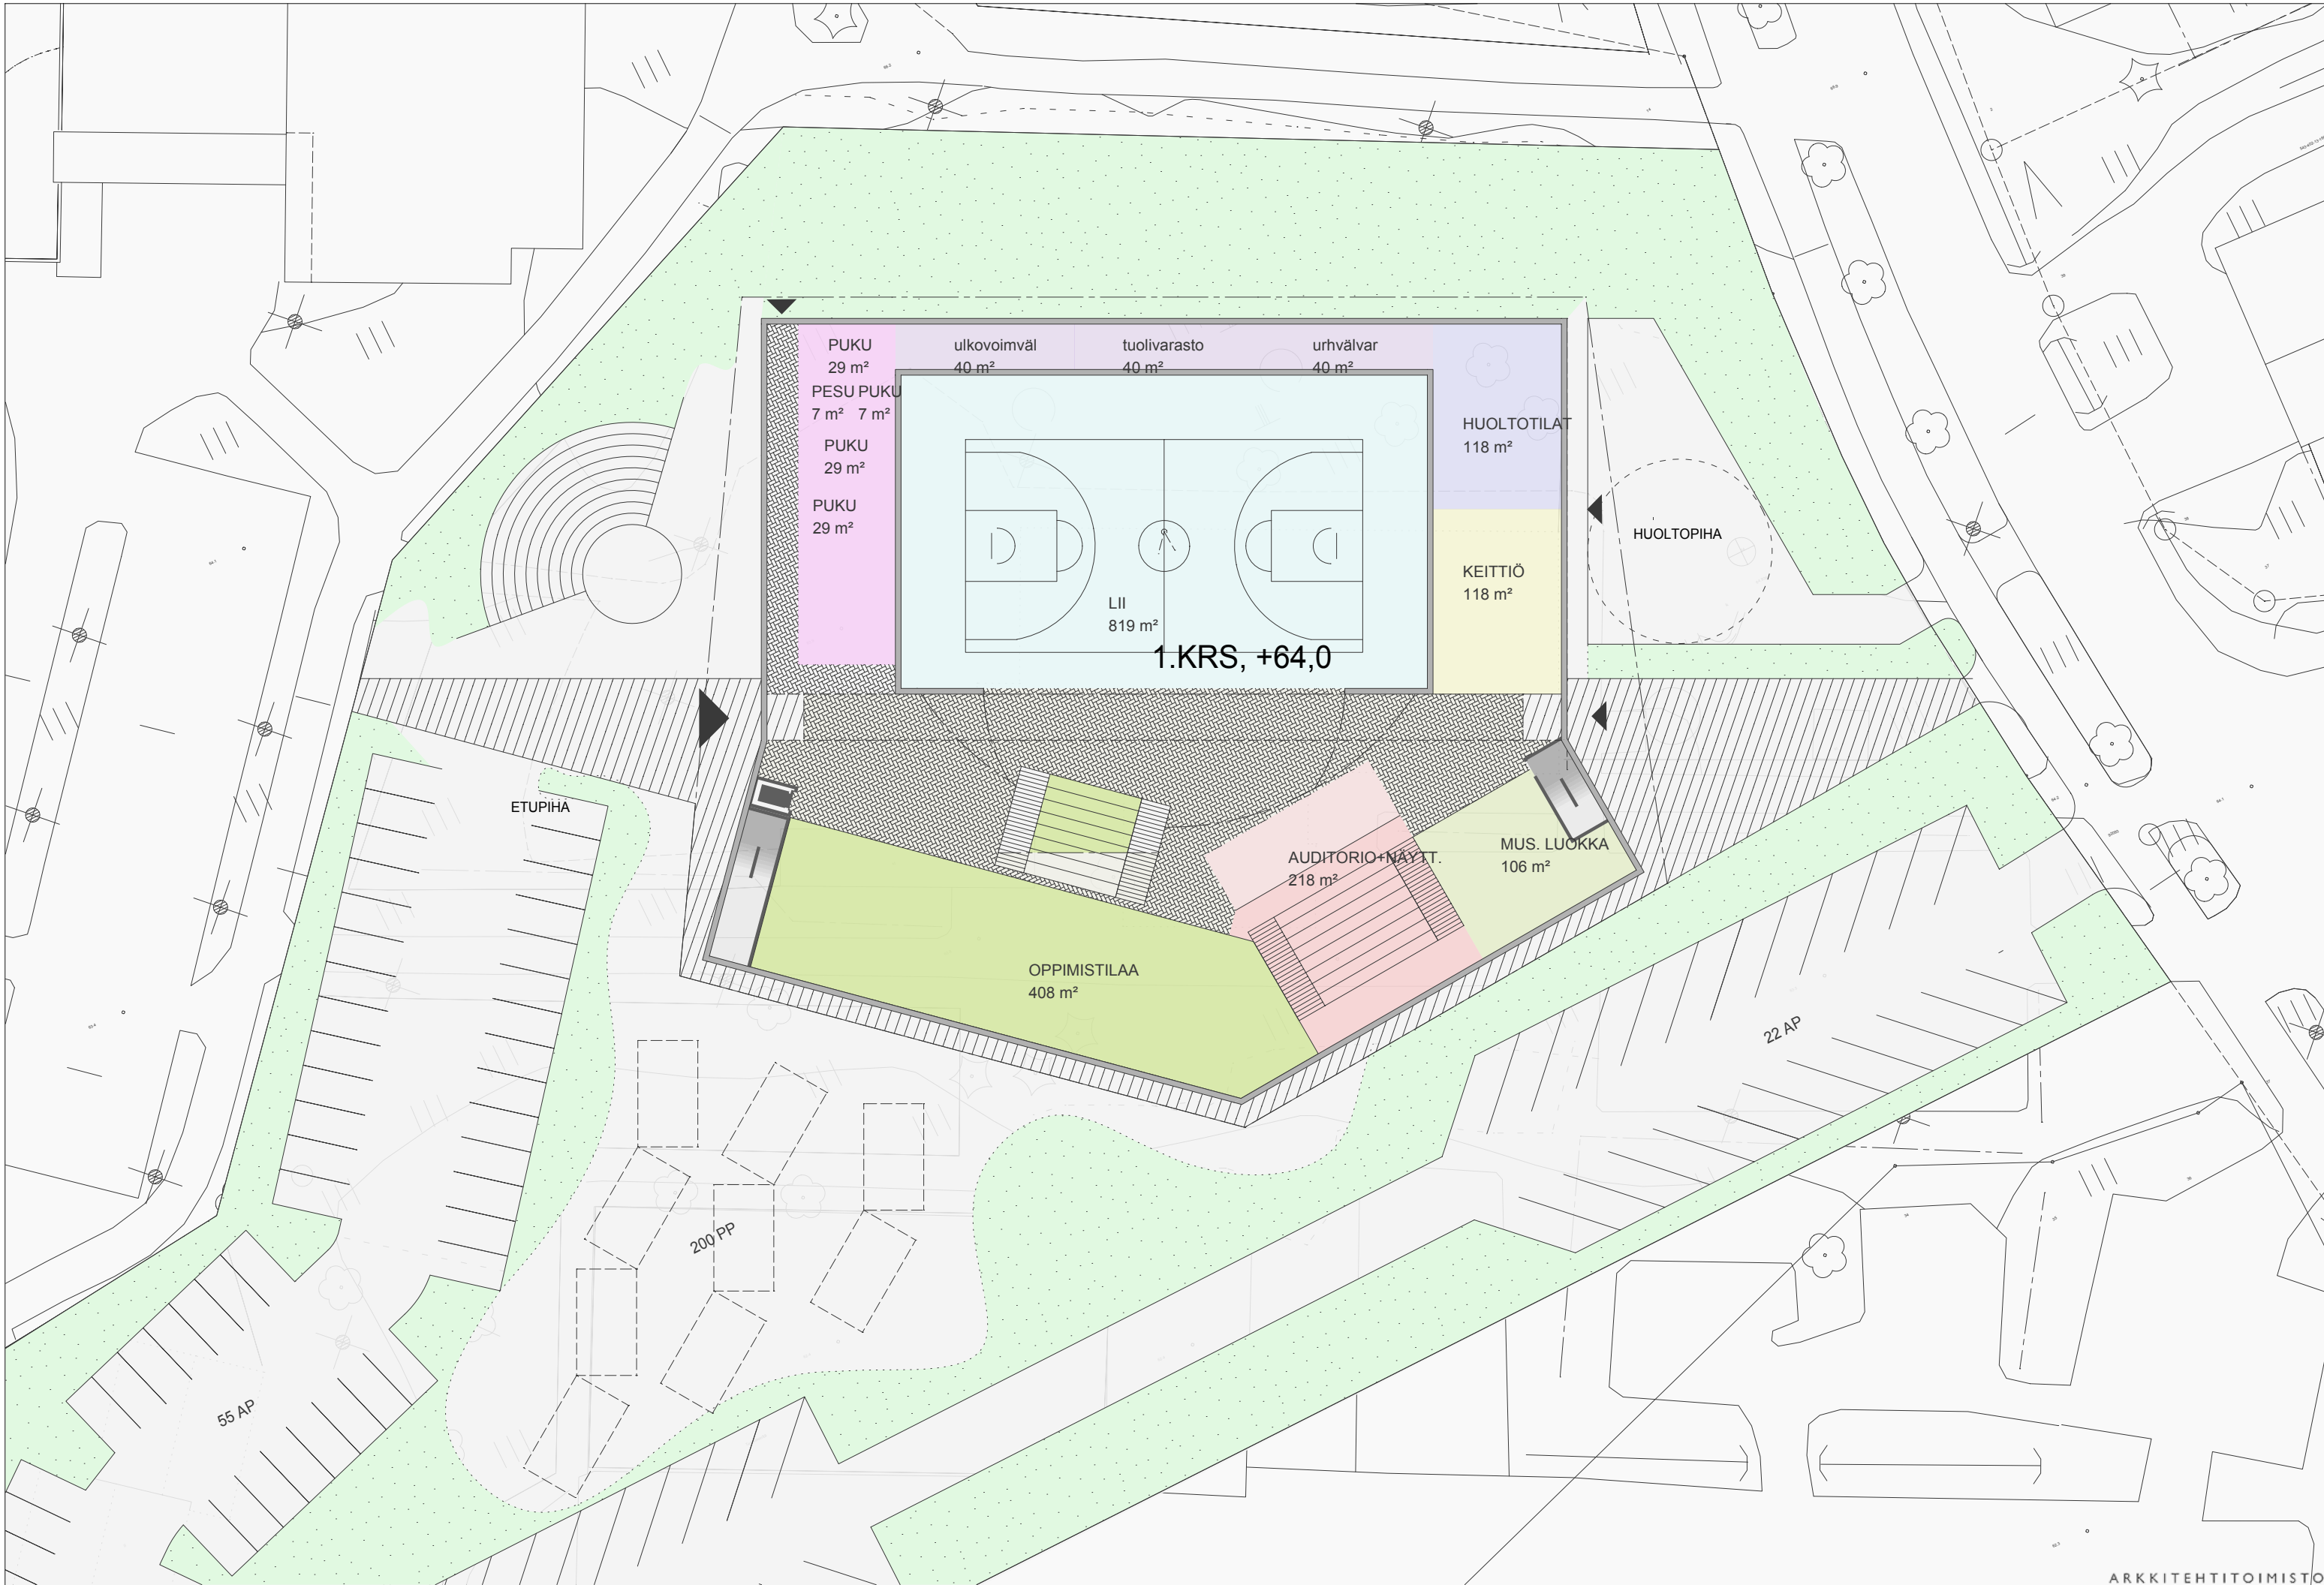 PUKU
29 m²
PESU PUKU
7 m² 7 m²
PUKU
29 m²
PUKU
29 m²
ulkovoimväl
40 m²
tuolivarasto
40 m²
urhvälvar
40 m²
HUOLTOTILAT
118 m²
KEITTIÖ
118 m²
HUOLTOPIHA
LII
819 m²
1.KRS, +64,0
ETUPIHA
AUDITORIO+NÄYTT.
218 m²
MUS. LUOKKA
106 m²
OPPIMISTILAA
408 m²
22 AP
200 PP
55 AP
ARKKITEHTITOIMISTO